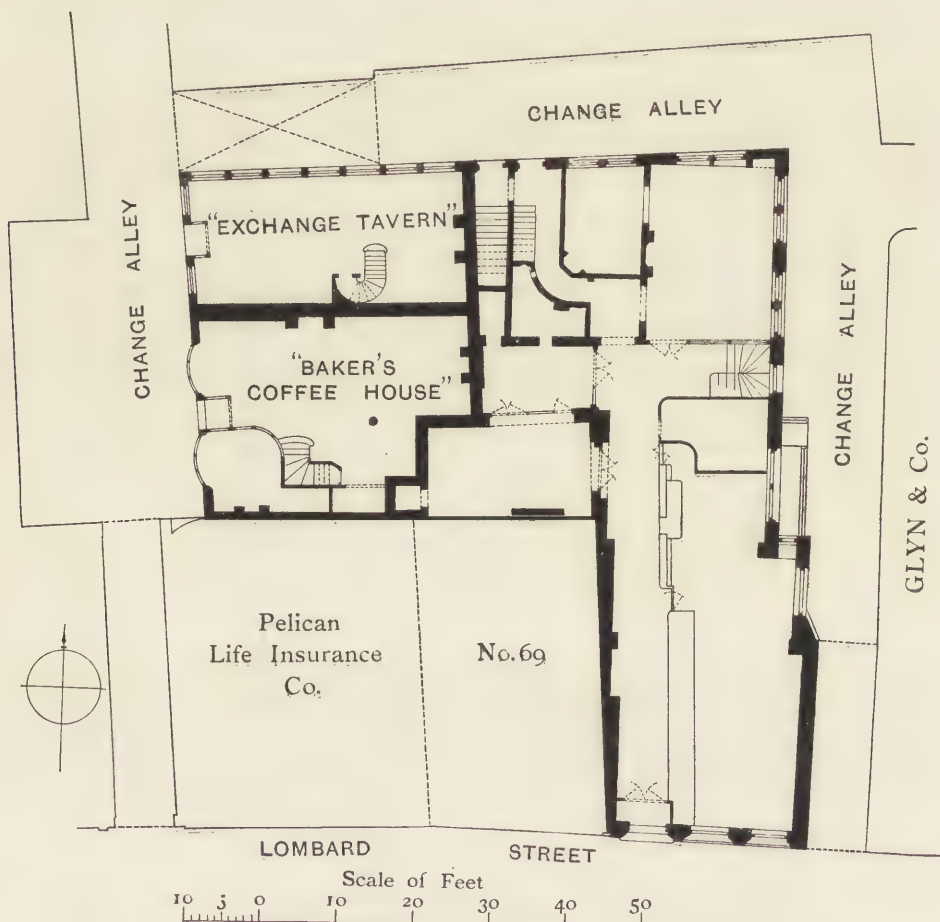 CHANGE ALLEY
CHANGE ALLEY
"EXCHANGE TAVERN"
"BAKER'S
COFFEE HOUSE"
CHANGE ALLEY
GLYN & Co.
Pelican
Life Insurance
Co.
No. 69
LOMBARD STREET
Scale of Feet
10 5 0 10 20 30 40 50